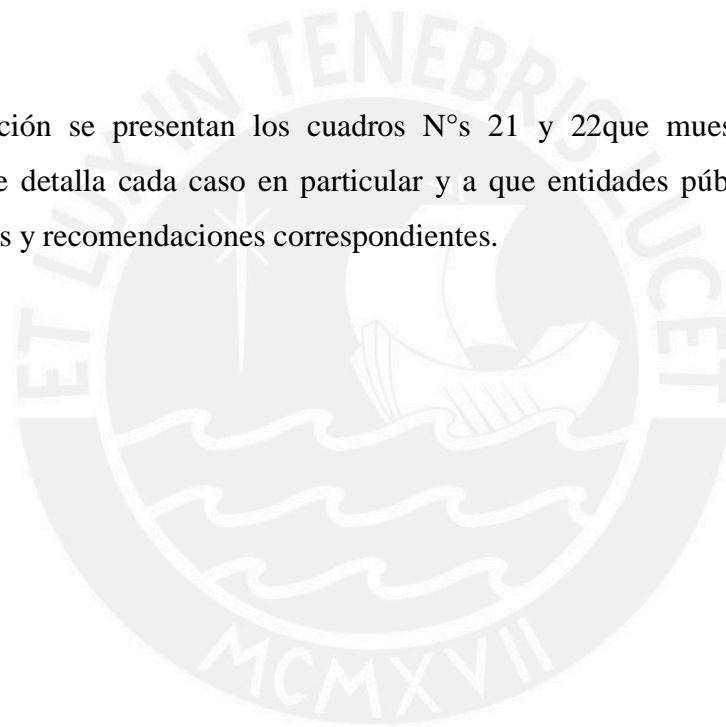 ción se presentan los cuadros N°s 21 y 22que mues
e detalla cada caso en particular y a que entidades púb
s y recomendaciones correspondientes.
ET LUX IN TENEBRIS LUCET
MCMXVII